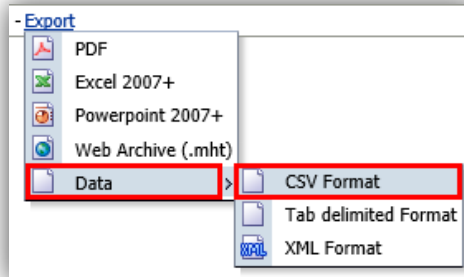 - Export
PDF
Excel 2007+
Powerpoint 2007+
Web Archive (.mht)
Data >
CSV Format
Tab delimited Format
XML Format